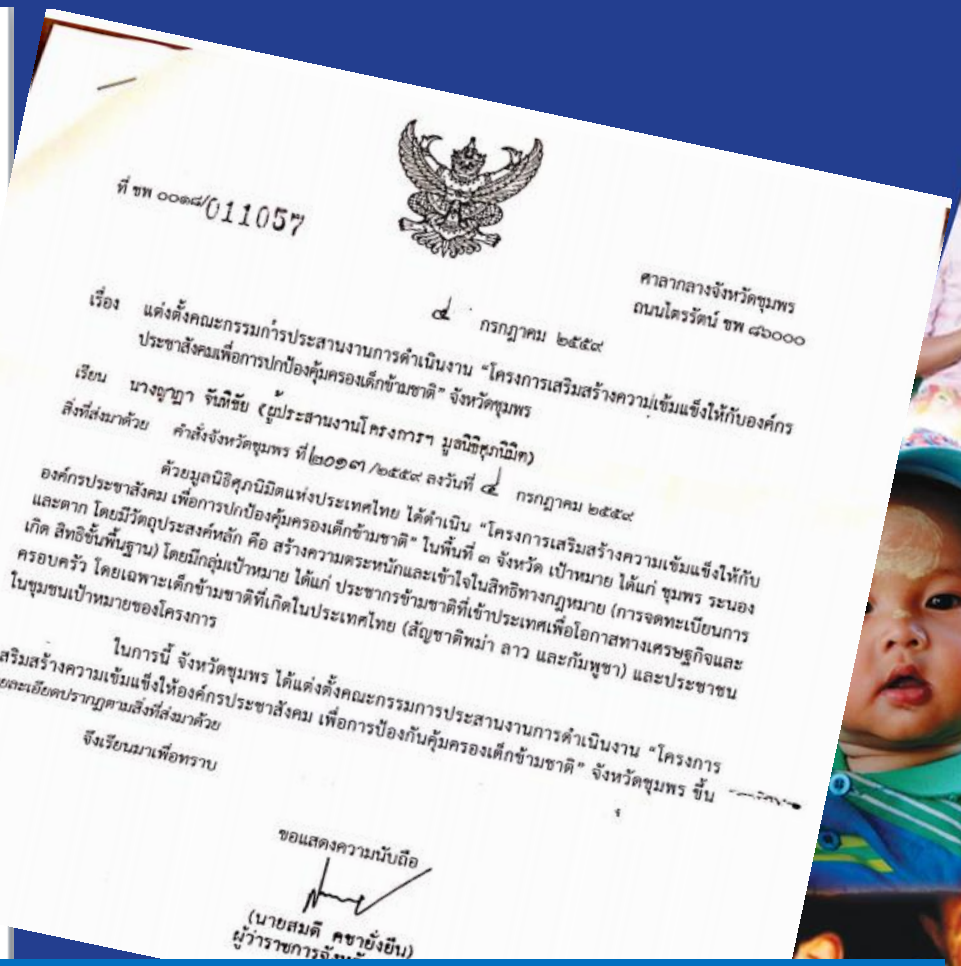 ที่ ชพ ๐๐๑๘/011057
ศาลากลางจังหวัดชุมพร
ถนนไตรรัตน์ ชพ ๘๖๐๐๐
๔ กรกฎาคม ๒๕๕๙
เรื่อง แต่งตั้งคณะกรรมการประสานงานการดำเนินงาน “โครงการเสริมสร้างความเข้มแข็งให้กับองค์กร
ประชาสังคมเพื่อการปกป้องคุ้มครองเด็กข้ามชาติ” จังหวัดชุมพร
เรียน นางญาฎา จันทิชัย (ผู้ประสานงานโครงการฯ มูลนิธิศุภนิมิต)
สิ่งที่ส่งมาด้วย คำสั่งจังหวัดชุมพร ที่ ๒๐๑๓/๒๕๕๙ ลงวันที่ ๔ กรกฎาคม ๒๕๕๙
ด้วยมูลนิธิศุภนิมิตแห่งประเทศไทย ได้ดำเนิน “โครงการเสริมสร้างความเข้มแข็งให้กับ
องค์กรประชาสังคม เพื่อการปกป้องคุ้มครองเด็กข้ามชาติ” ในพื้นที่ ๓ จังหวัด เป้าหมาย ได้แก่ ชุมพร ระนอง
และตาก โดยมีวัตถุประสงค์หลัก คือ สร้างความตระหนักและเข้าใจในสิทธิทางกฎหมาย (การจดทะเบียนการ
เกิด สิทธิขั้นพื้นฐาน) โดยมีกลุ่มเป้าหมาย ได้แก่ ประชากรข้ามชาติที่เข้าประเทศเพื่อโอกาสทางเศรษฐกิจและ
ครอบครัว โดยเฉพาะเด็กข้ามชาติที่เกิดในประเทศไทย (สัญชาติพม่า ลาว และกัมพูชา) และประชาชน
ในชุมชนเป้าหมายของโครงการ
ในการนี้ จังหวัดชุมพร ได้แต่งตั้งคณะกรรมการประสานงานการดำเนินงาน “โครงการ
เสริมสร้างความเข้มแข็งให้องค์กรประชาสังคม เพื่อการป้องกันคุ้มครองเด็กข้ามชาติ” จังหวัดชุมพร ขึ้น
ยละเอียดปรากฏตามสิ่งที่ส่งมาด้วย
จึงเรียนมาเพื่อทราบ
ขอแสดงความนับถือ
(นายสมดี คชายั่งยืน)
ผู้ว่าราชการจังหวั